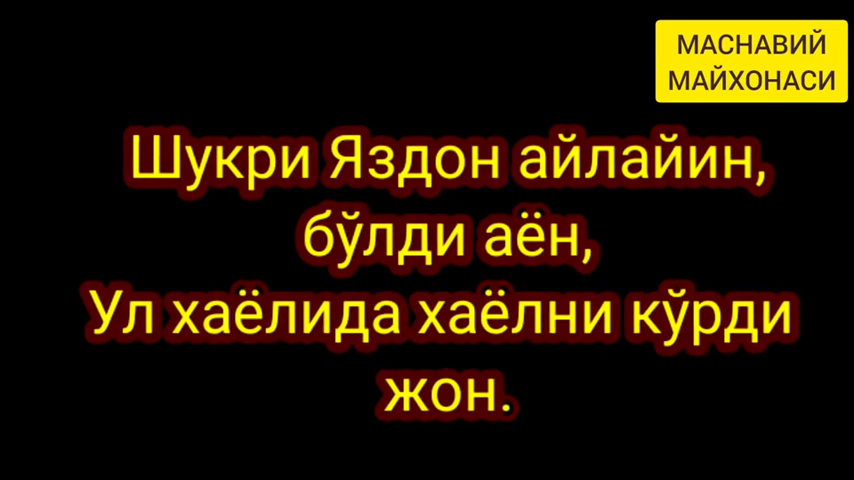 МАСНАВИЙ
МАЙХОНАСИ
Шукри Яздон айлайин,
бўлди аён,
Ул хаёлида хаёлни кўрди
жон.